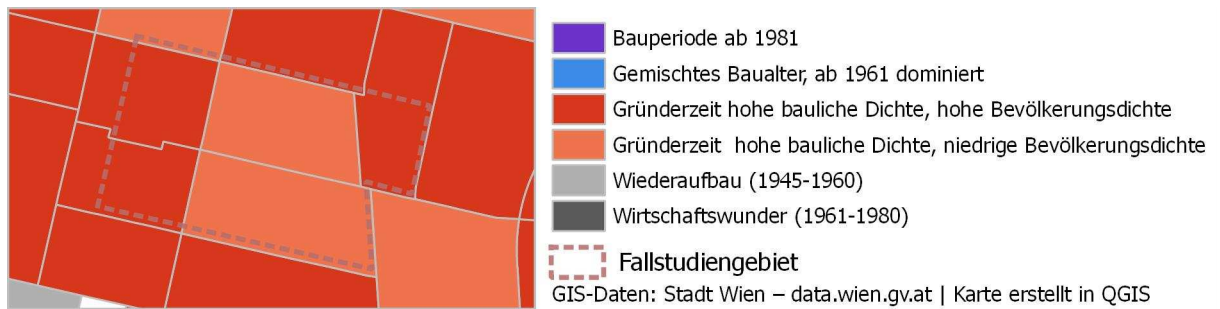 Bauperiode ab 1981
Gemischtes Baualter, ab 1961 dominiert
Gründerzeit hohe bauliche Dichte, hohe Bevölkerungsdichte
Gründerzeit hohe bauliche Dichte, niedrige Bevölkerungsdichte
Wiederaufbau (1945-1960)
Wirtschaftswunder (1961-1980)
Fallstudiengebiet
GIS-Daten: Stadt Wien – data.wien.gv.at | Karte erstellt in QGIS